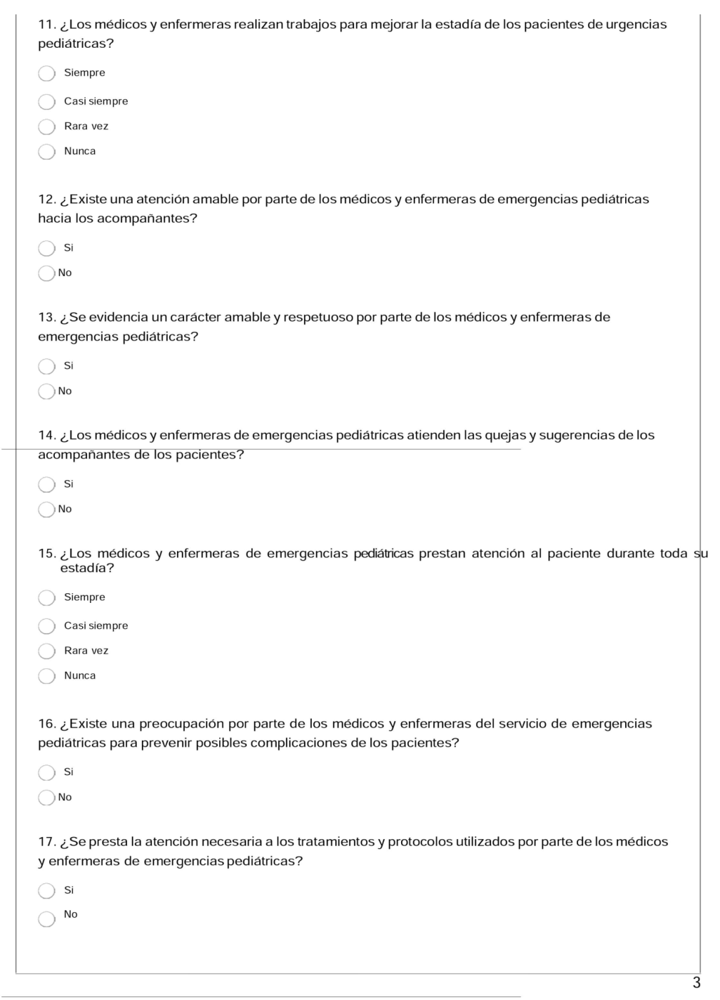 11. ¿Los médicos y enfermeras realizan trabajos para mejorar la estadía de los pacientes de urgencias
pediátricas?
Siempre
Casi siempre
Rara vez
Nunca
12. ¿Existe una atención amable por parte de los médicos y enfermeras de emergencias pediátricas
hacia los acompañantes?
Si
No
13. ¿Se evidencia un carácter amable y respetuoso por parte de los médicos y enfermeras de
emergencias pediátricas?
Si
No
14. ¿Los médicos y enfermeras de emergencias pediátricas atienden las quejas y sugerencias de los
acompañantes de los pacientes?
Si
No
15. ¿Los médicos y enfermeras de emergencias pediátricas prestan atención al paciente durante toda su
estadía?
Siempre
Casi siempre
Rara vez
Nunca
16. ¿Existe una preocupación por parte de los médicos y enfermeras del servicio de emergencias
pediátricas para prevenir posibles complicaciones de los pacientes?
Si
No
17. ¿Se presta la atención necesaria a los tratamientos y protocolos utilizados por parte de los médicos
y enfermeras de emergencias pediátricas?
Si
No
3